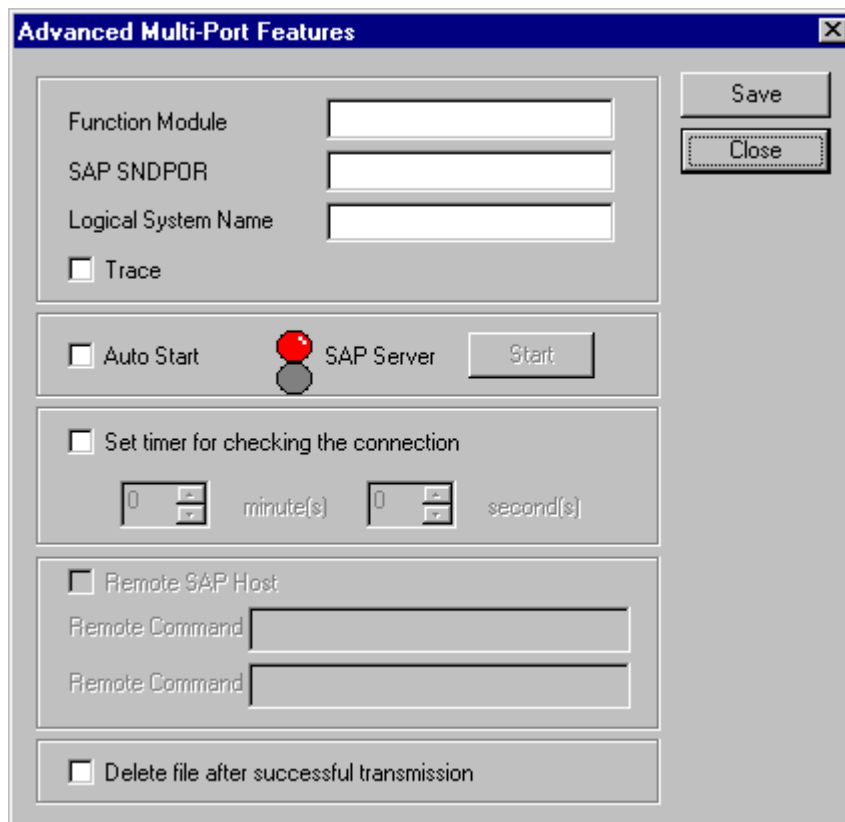 Advanced Multi-Port Features
Save
Close
Function Module
SAP SNDPOR
Logical System Name
Trace
Auto Start
SAP Server
Start
Set timer for checking the connection
0 minute(s) 0 second(s)
Remote SAP Host
Remote Command
Remote Command
Delete file after successful transmission